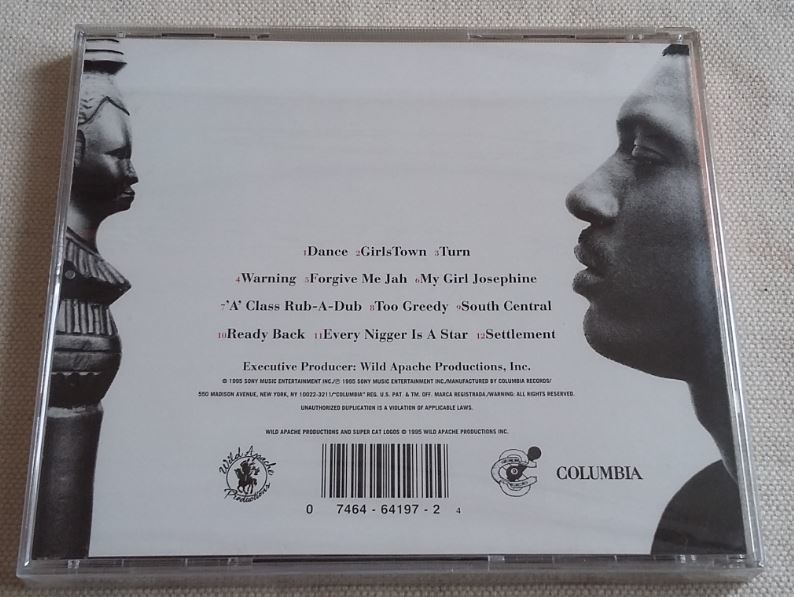 1Dance 2GirlsTown 3Turn
4Warning 5Forgive Me Jah 6My Girl Josephine
7'A' Class Rub-A-Dub 8Too Greedy 9South Central
10Ready Back 11Every Nigger Is A Star 12Settlement
Executive Producer: Wild Apache Productions, Inc.
© 1995 SONY MUSIC ENTERTAINMENT INC./℗ 1995 SONY MUSIC ENTERTAINMENT INC./MANUFACTURED BY COLUMBIA RECORDS/
550 MADISON AVENUE, NEW YORK, NY 10022-3211/"COLUMBIA" REG. U.S. PAT. & TM. OFF. MARCA REGISTRADA/WARNING: ALL RIGHTS RESERVED.
UNAUTHORIZED DUPLICATION IS A VIOLATION OF APPLICABLE LAWS.
WILD APACHE PRODUCTIONS AND SUPER CAT LOGOS © 1995 WILD APACHE PRODUCTIONS INC.
Wild Apache
Productions
COLUMBIA
0 7464-64197-2 4